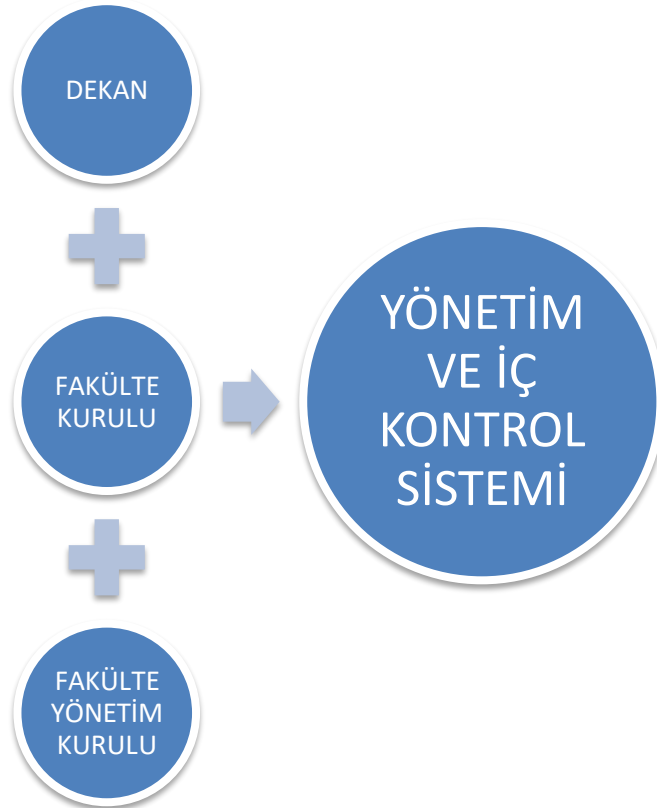 DEKAN
FAKÜLTE
KURULU
FAKÜLTE
YÖNETİM
KURULU
YÖNETİM
VE İÇ
KONTROL
SİSTEMİ